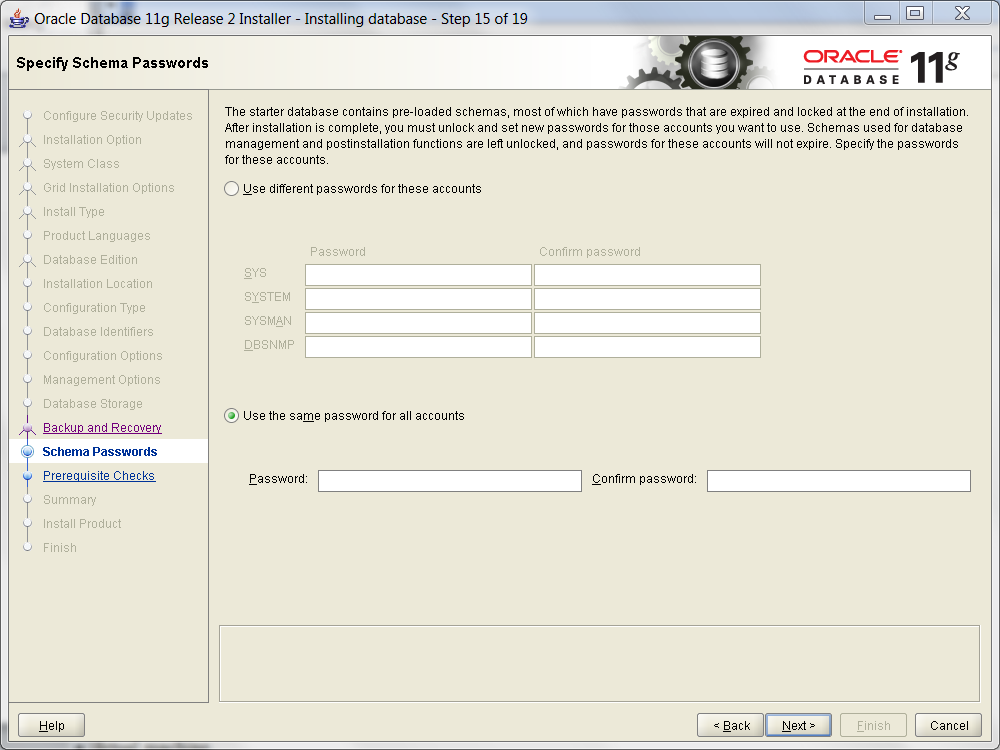 Oracle Database 11g Release 2 Installer - Installing database - Step 15 of 19
Specify Schema Passwords
ORACLE
DATABASE
11g
Configure Security Updates
Installation Option
System Class
Grid Installation Options
Install Type
Product Languages
Database Edition
Installation Location
Configuration Type
Database Identifiers
Configuration Options
Management Options
Database Storage
Backup and Recovery
Schema Passwords
Prerequisite Checks
Summary
Install Product
Finish
The starter database contains pre-loaded schemas, most of which have passwords that are expired and locked at the end of installation.
After installation is complete, you must unlock and set new passwords for those accounts you want to use. Schemas used for database
management and postinstallation functions are left unlocked, and passwords for these accounts will not expire. Specify the passwords
for these accounts.
Use different passwords for these accounts
Password Confirm password
SYS
SYSTEM
SYSMAN
DBSNMP
Use the same password for all accounts
Password: Confirm password:
Help < Back Next > Finish Cancel